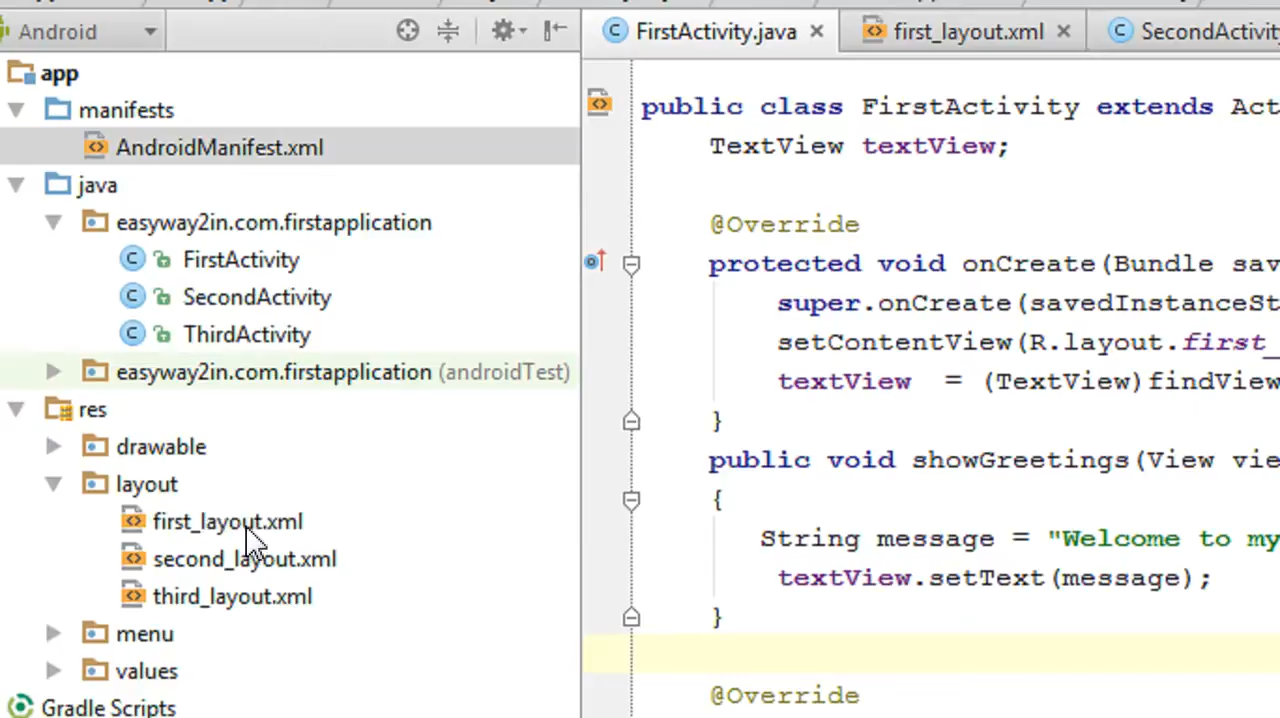 Android
app
manifests
AndroidManifest.xml
java
easyway2in.com.firstapplication
FirstActivity
SecondActivity
ThirdActivity
easyway2in.com.firstapplication (androidTest)
res
drawable
layout
first_layout.xml
second_layout.xml
third_layout.xml
menu
values
Gradle Scripts
FirstActivity.java
first_layout.xml
SecondActivity
public class FirstActivity extends Act
TextView textView;
@Override
protected void onCreate(Bundle sav
super.onCreate(savedInstanceSt
setContentView(R.layout.first_
textView = (TextView)findView
}
public void showGreetings(View vie
{
String message = "Welcome to my
textView.setText(message);
}
@Override